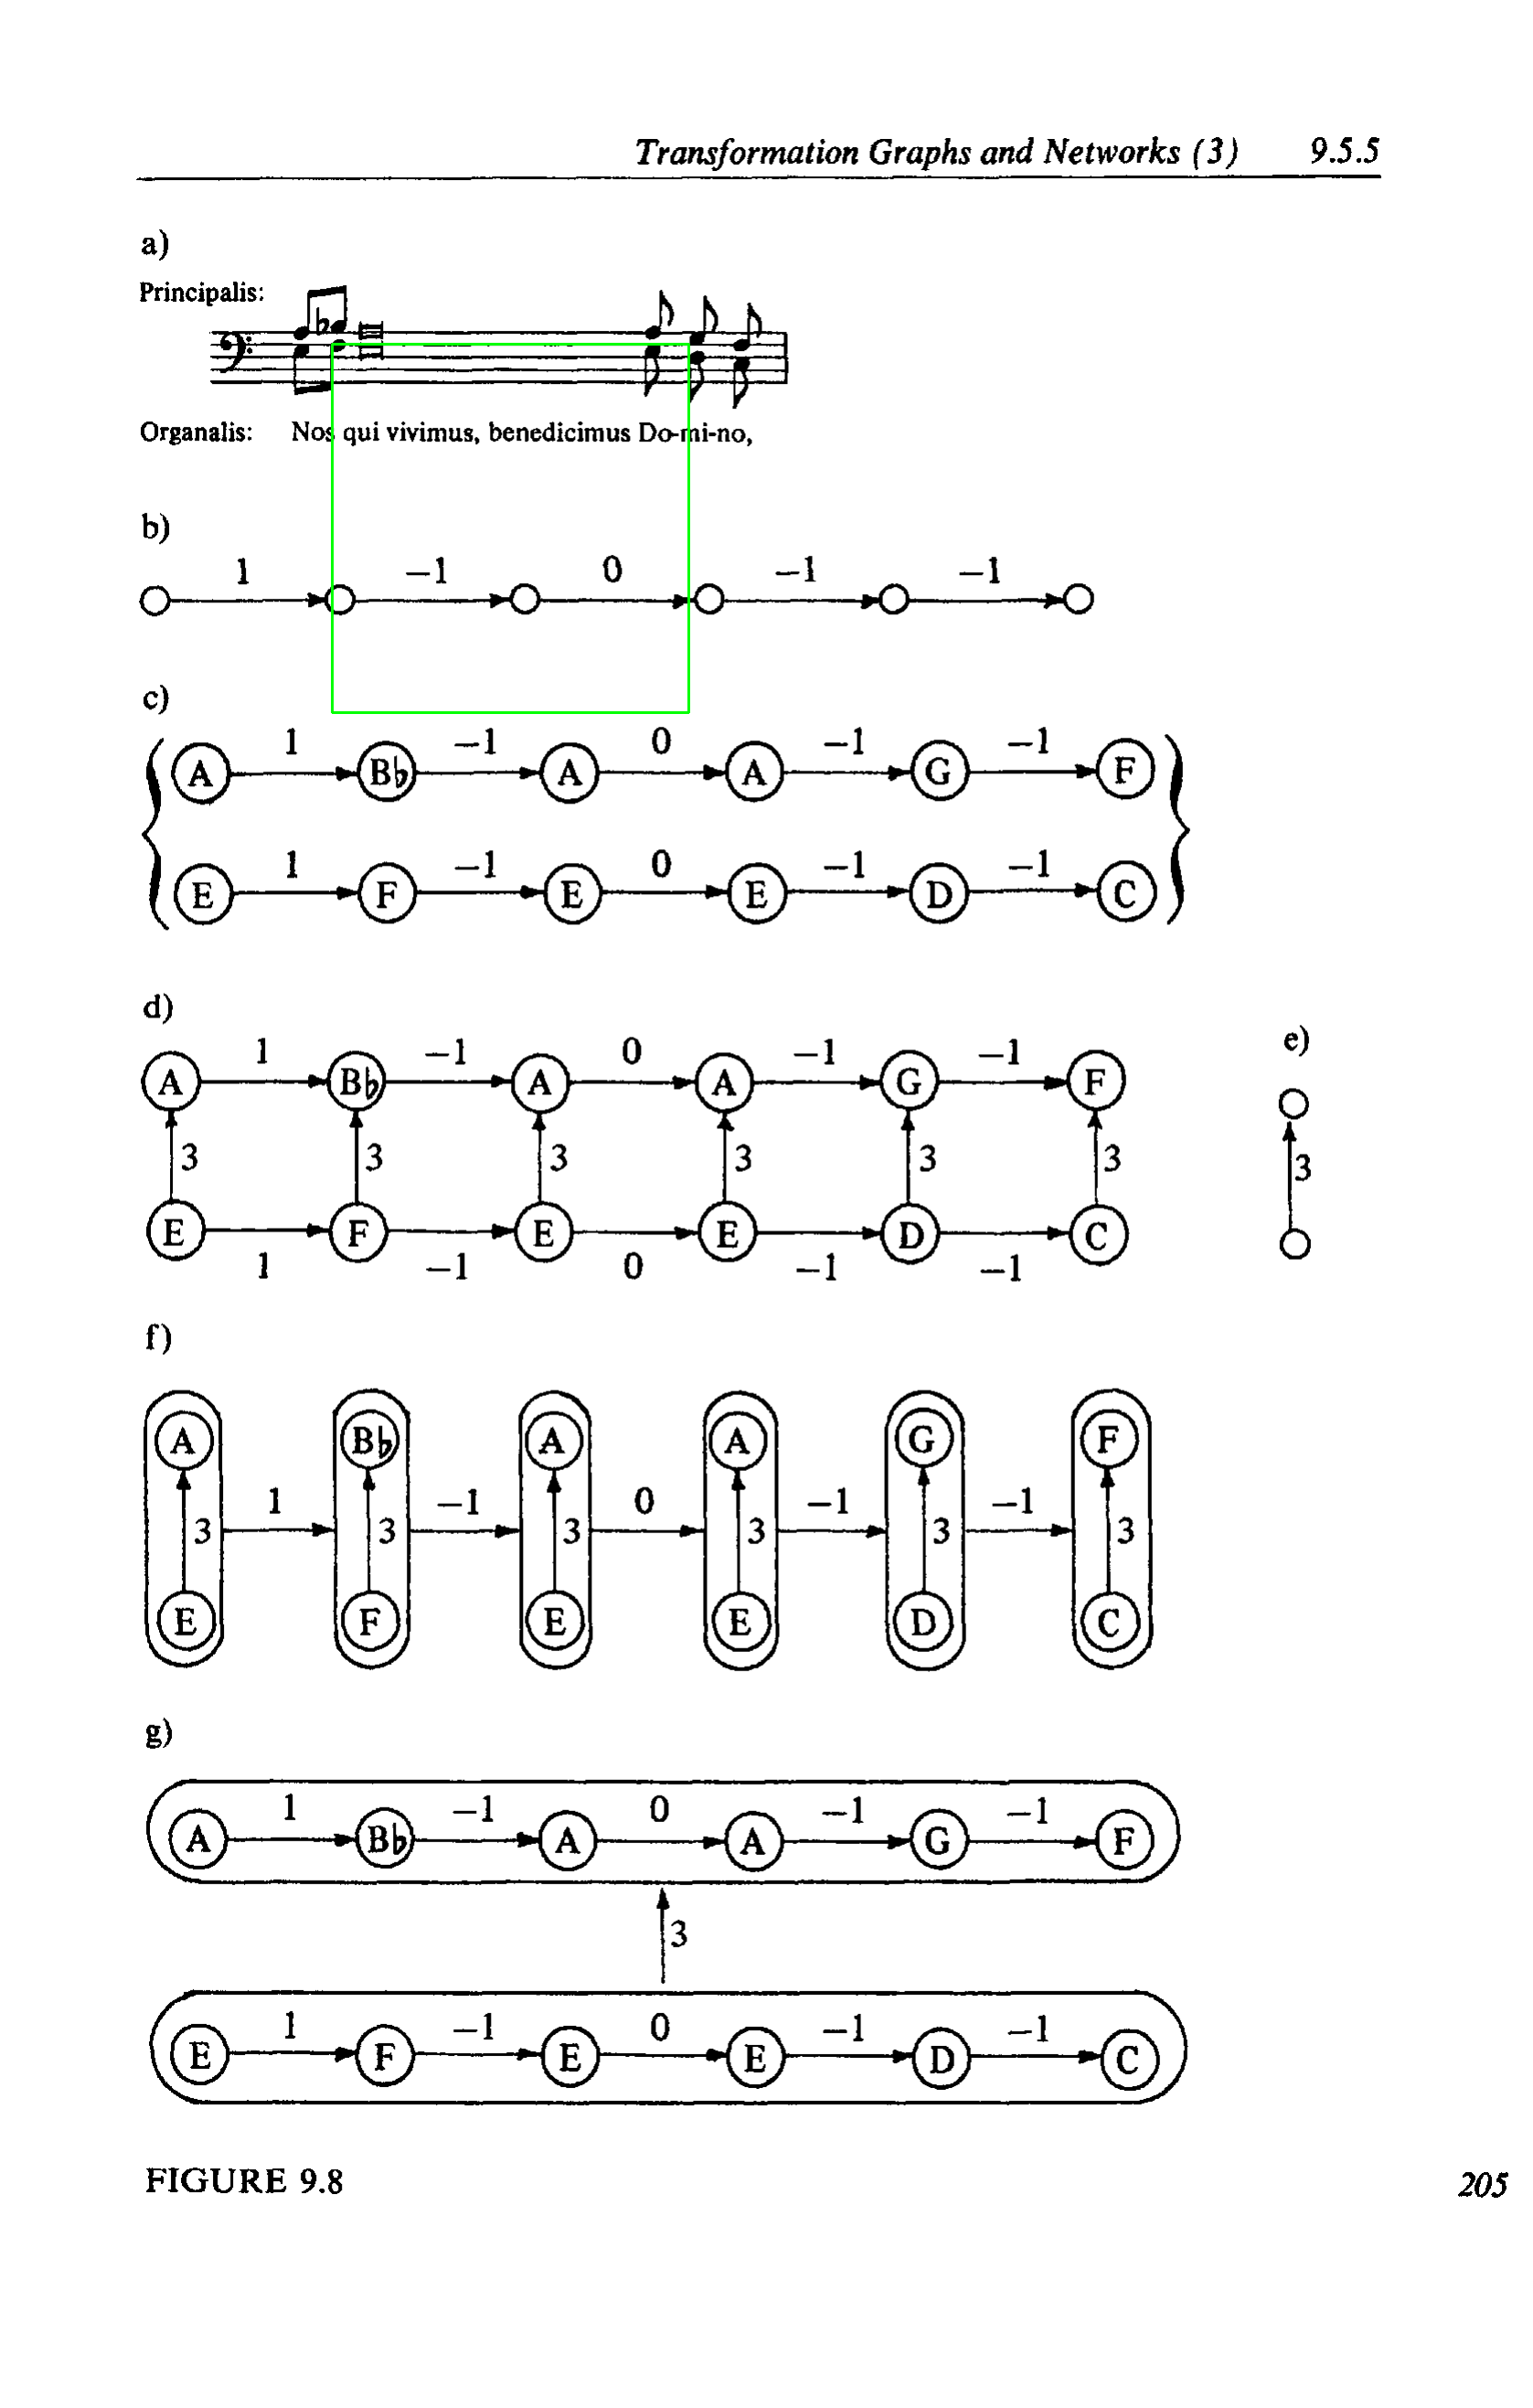 Transformation Graphs and Networks (3) 9.5.5
a)
Principalis:
Organalis: Nos qui vivimus, benedicimus Do-mi-no,
b)
1 −1 0 −1 −1
c)
1 −1 0 −1 −1
A B♭ A A G F
1 −1 0 −1 −1
E F E E D C
d)
1 −1 0 −1 −1
A B♭ A A G F
3 3 3 3 3 3
E F E E D C
1 −1 0 −1 −1
e)
3
f)
A B♭ A A G F
1 −1 0 −1 −1
3 3 3 3 3 3
E F E E D C
g)
1 −1 0 −1 −1
A B♭ A A G F
3
1 −1 0 −1 −1
E F E E D C
FIGURE 9.8
205